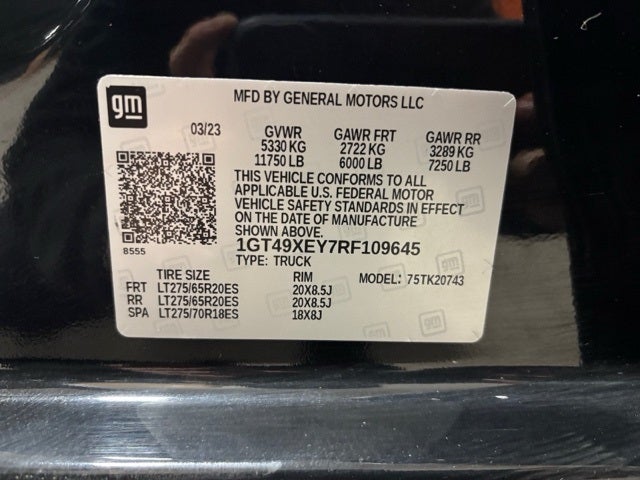 gm
MFD BY GENERAL MOTORS LLC
03/23 GVWR GAWR FRT GAWR RR
5330 KG 2722 KG 3289 KG
11750 LB 6000 LB 7250 LB
THIS VEHICLE CONFORMS TO ALL
APPLICABLE U.S. FEDERAL MOTOR
VEHICLE SAFETY STANDARDS IN EFFECT
ON THE DATE OF MANUFACTURE
SHOWN ABOVE.
8555
1GT49XEY7RF109645
TYPE: TRUCK
TIRE SIZE RIM MODEL: 75TK20743
FRT LT275/65R20ES 20X8.5J
RR LT275/65R20ES 20X8.5J
SPA LT275/70R18ES 18X8J